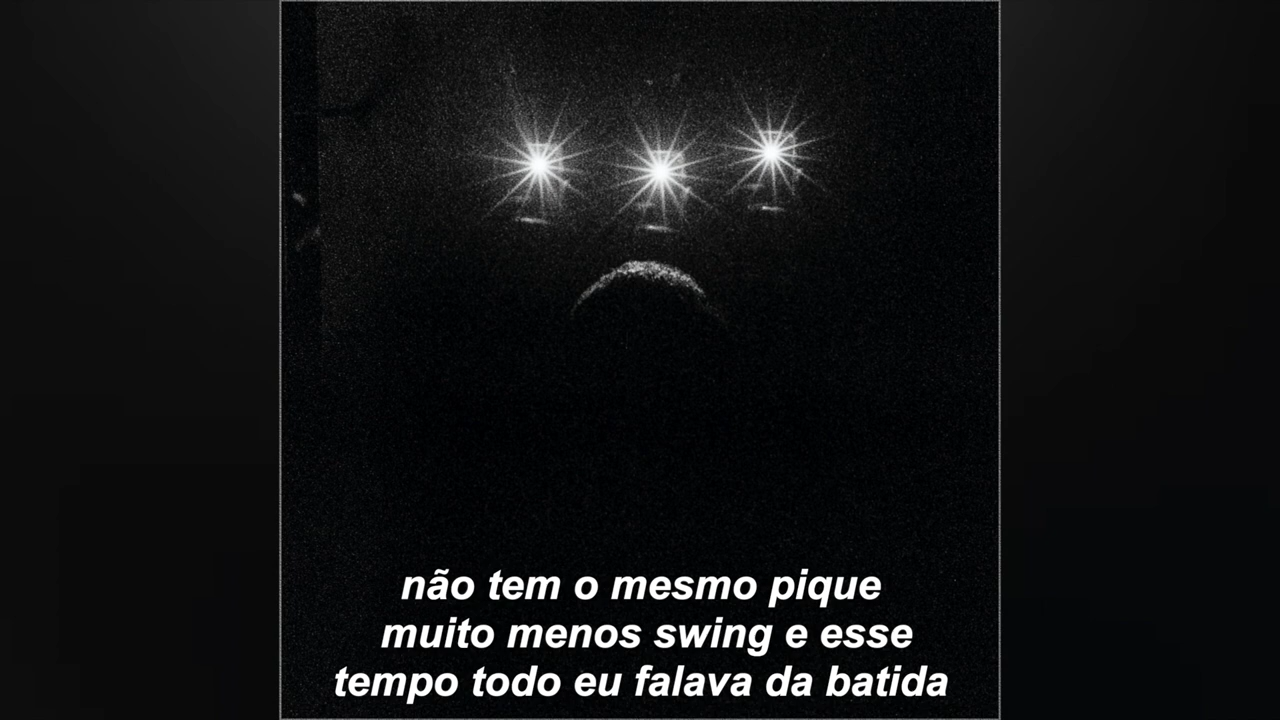 não tem o mesmo pique
muito menos swing e esse
tempo todo eu falava da batida